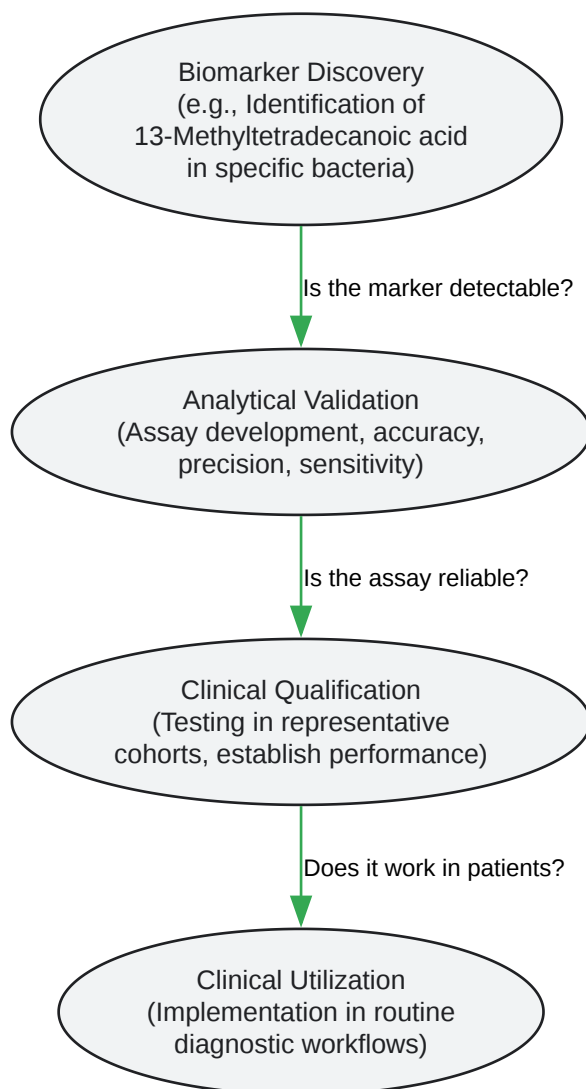 Biomarker Discovery
(e.g., Identification of
13-Methyltetradecanoic acid
in specific bacteria)
Is the marker detectable?
Analytical Validation
(Assay development, accuracy,
precision, sensitivity)
Is the assay reliable?
Clinical Qualification
(Testing in representative
cohorts, establish performance)
Does it work in patients?
Clinical Utilization
(Implementation in routine
diagnostic workflows)